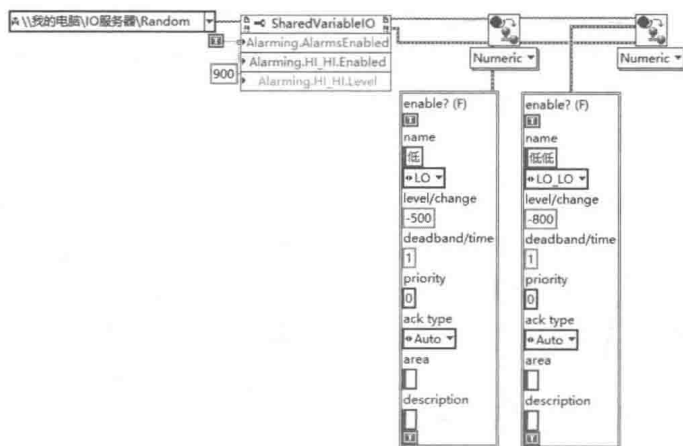 \\我的电脑\IO服务器\Random
SharedVariableIO
T
Alarming.AlarmsEnabled
Alarming.HI_HI.Enabled
900
Alarming.HI_HI.Level
Numeric
Numeric
enable? (F)
T
name
低
LO
level/change
-500
deadband/time
1
priority
0
ack type
Auto
area
description
T
enable? (F)
T
name
低低
LO_LO
level/change
-800
deadband/time
1
priority
0
ack type
Auto
area
description
T